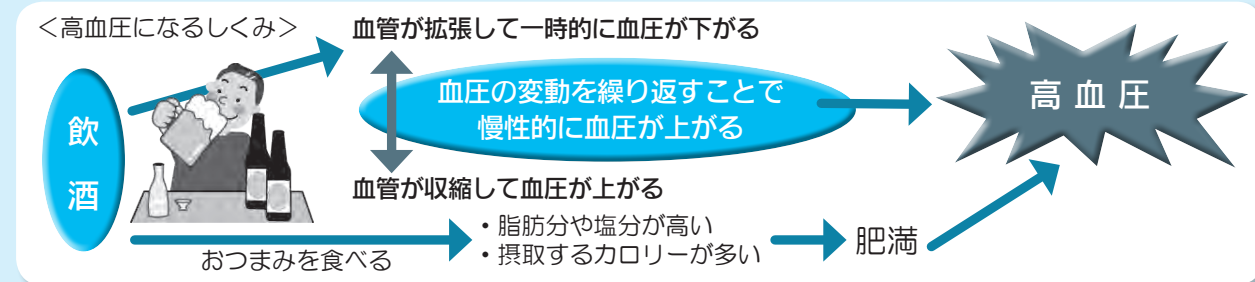 ＜高血圧になるしくみ＞
血管が拡張して一時的に血圧が下がる
飲酒
血圧の変動を繰り返すことで
慢性的に血圧が上がる
高血圧
血管が収縮して血圧が上がる
おつまみを食べる
・脂肪分や塩分が高い
・摂取するカロリーが多い
肥満